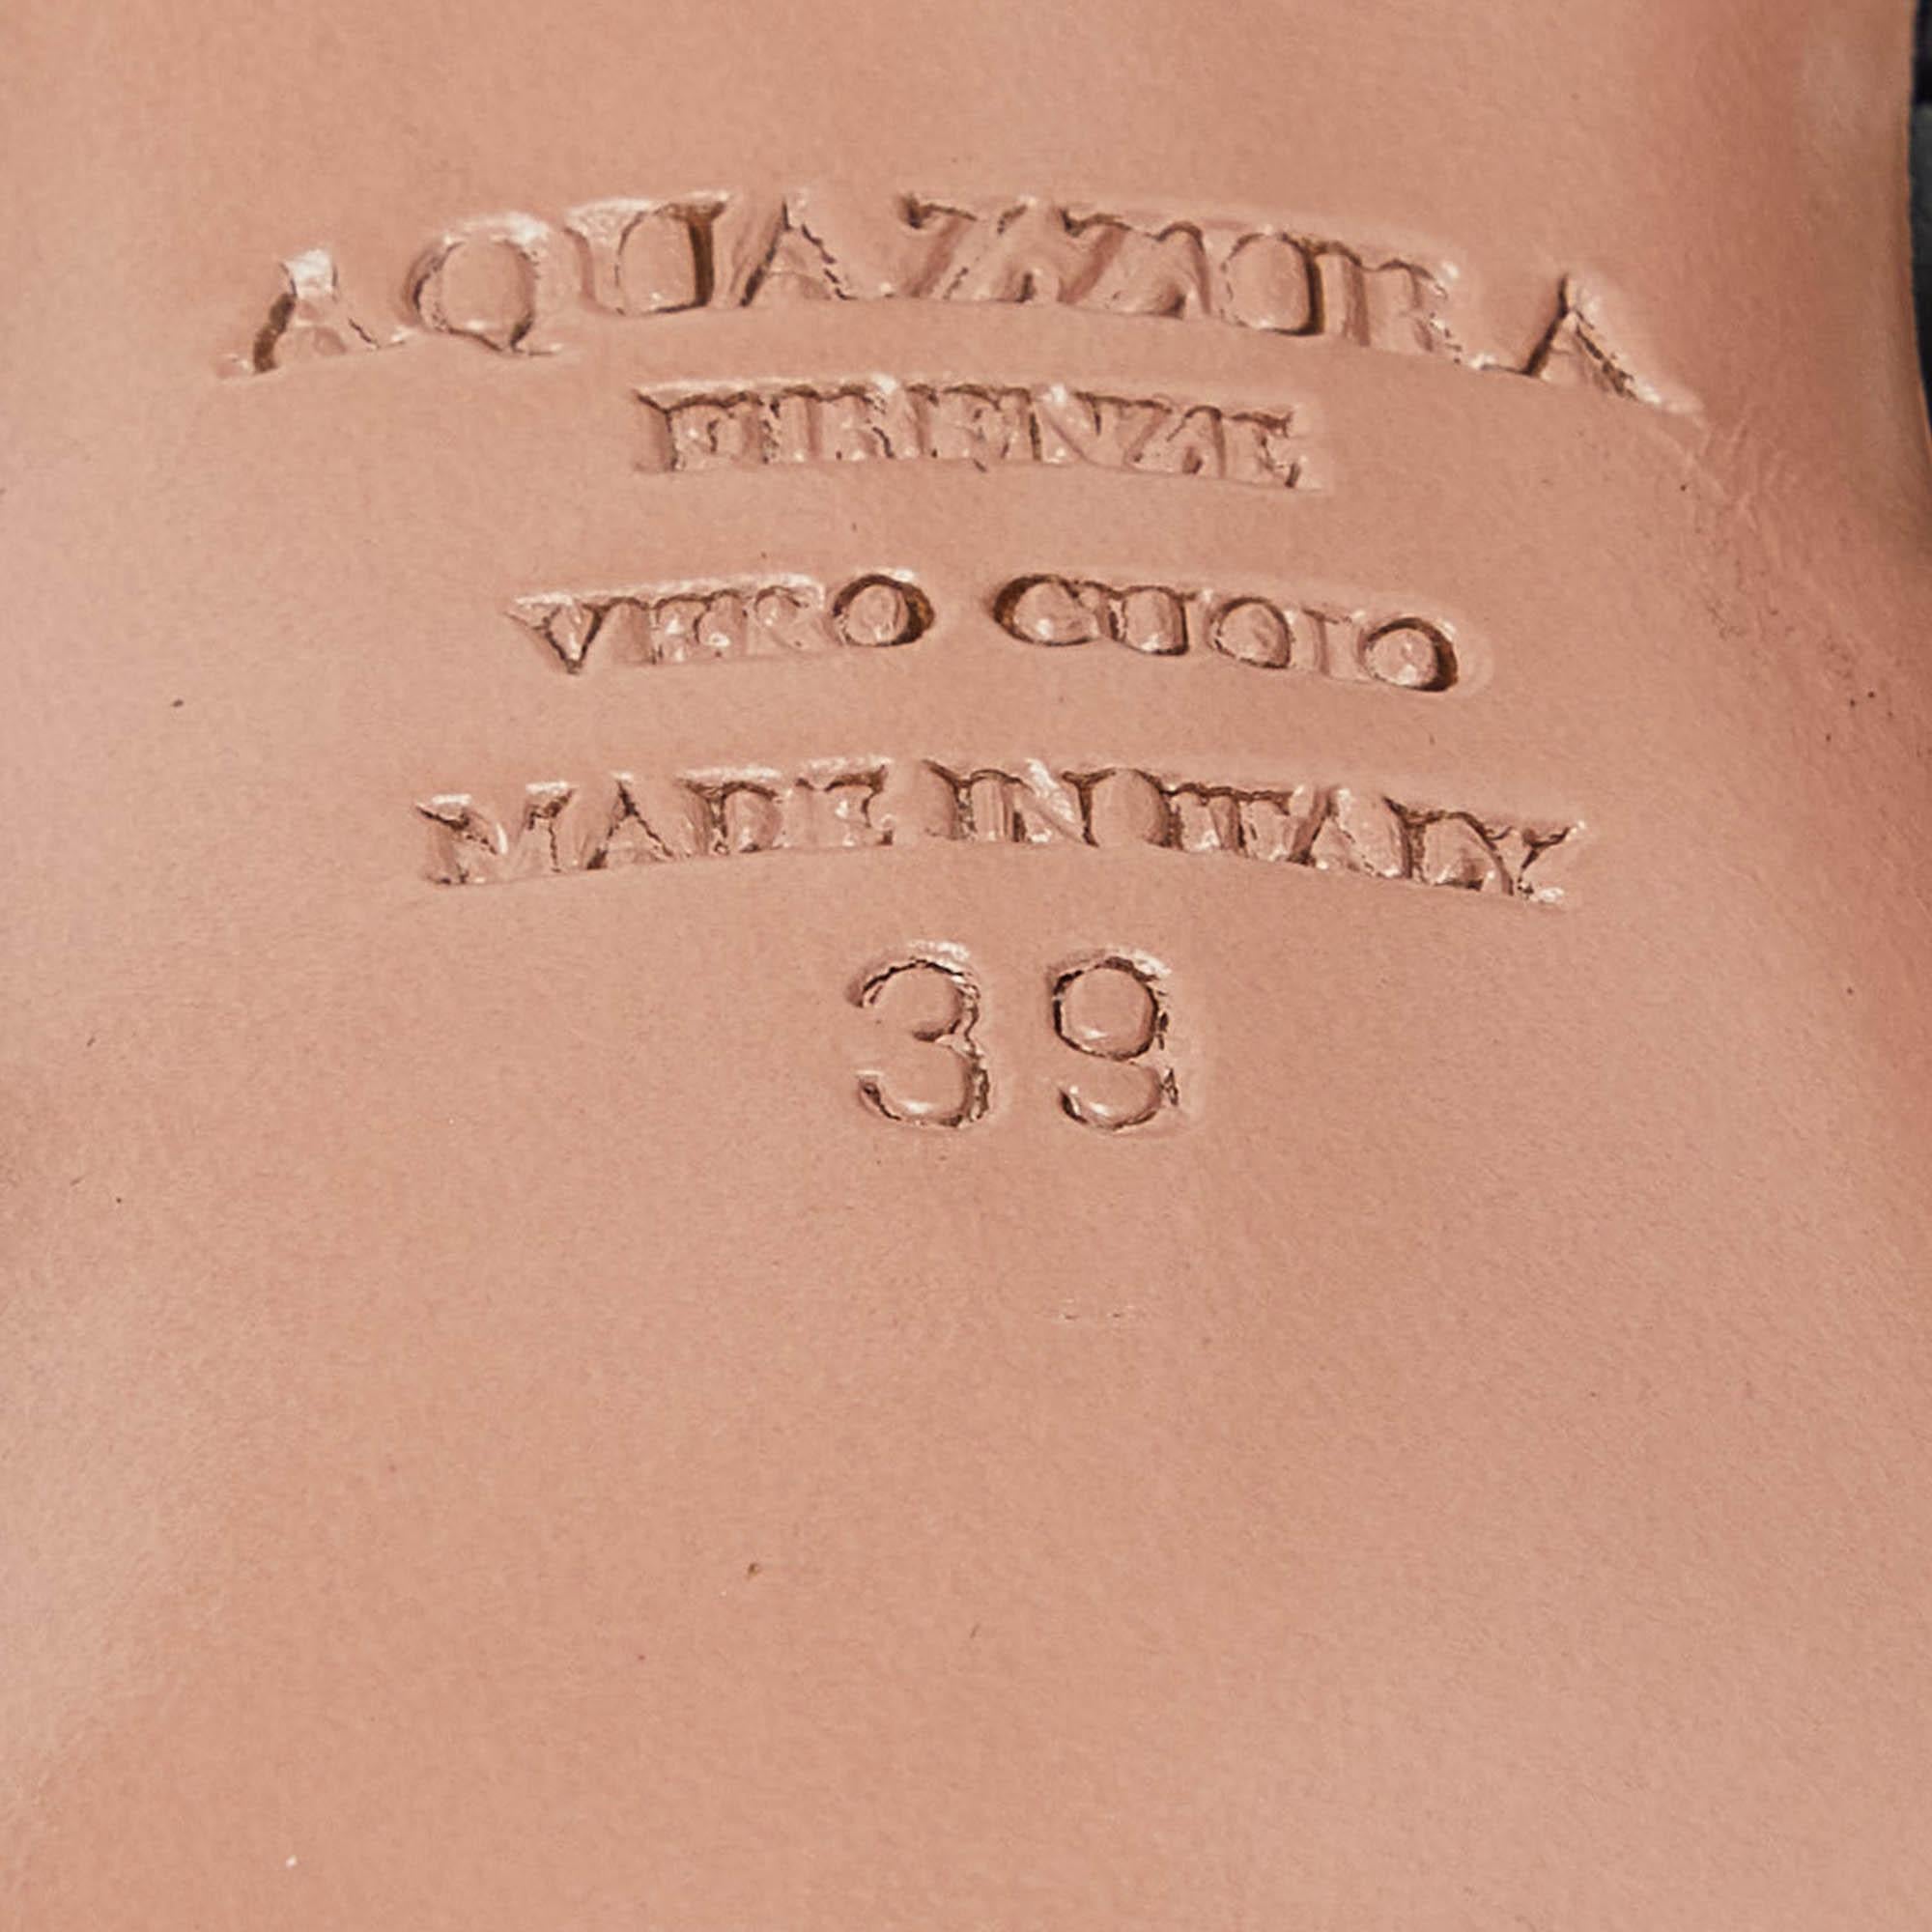 AQUAZZURA
FIRENZE
VERO CUOIO
MADE IN ITALY
39